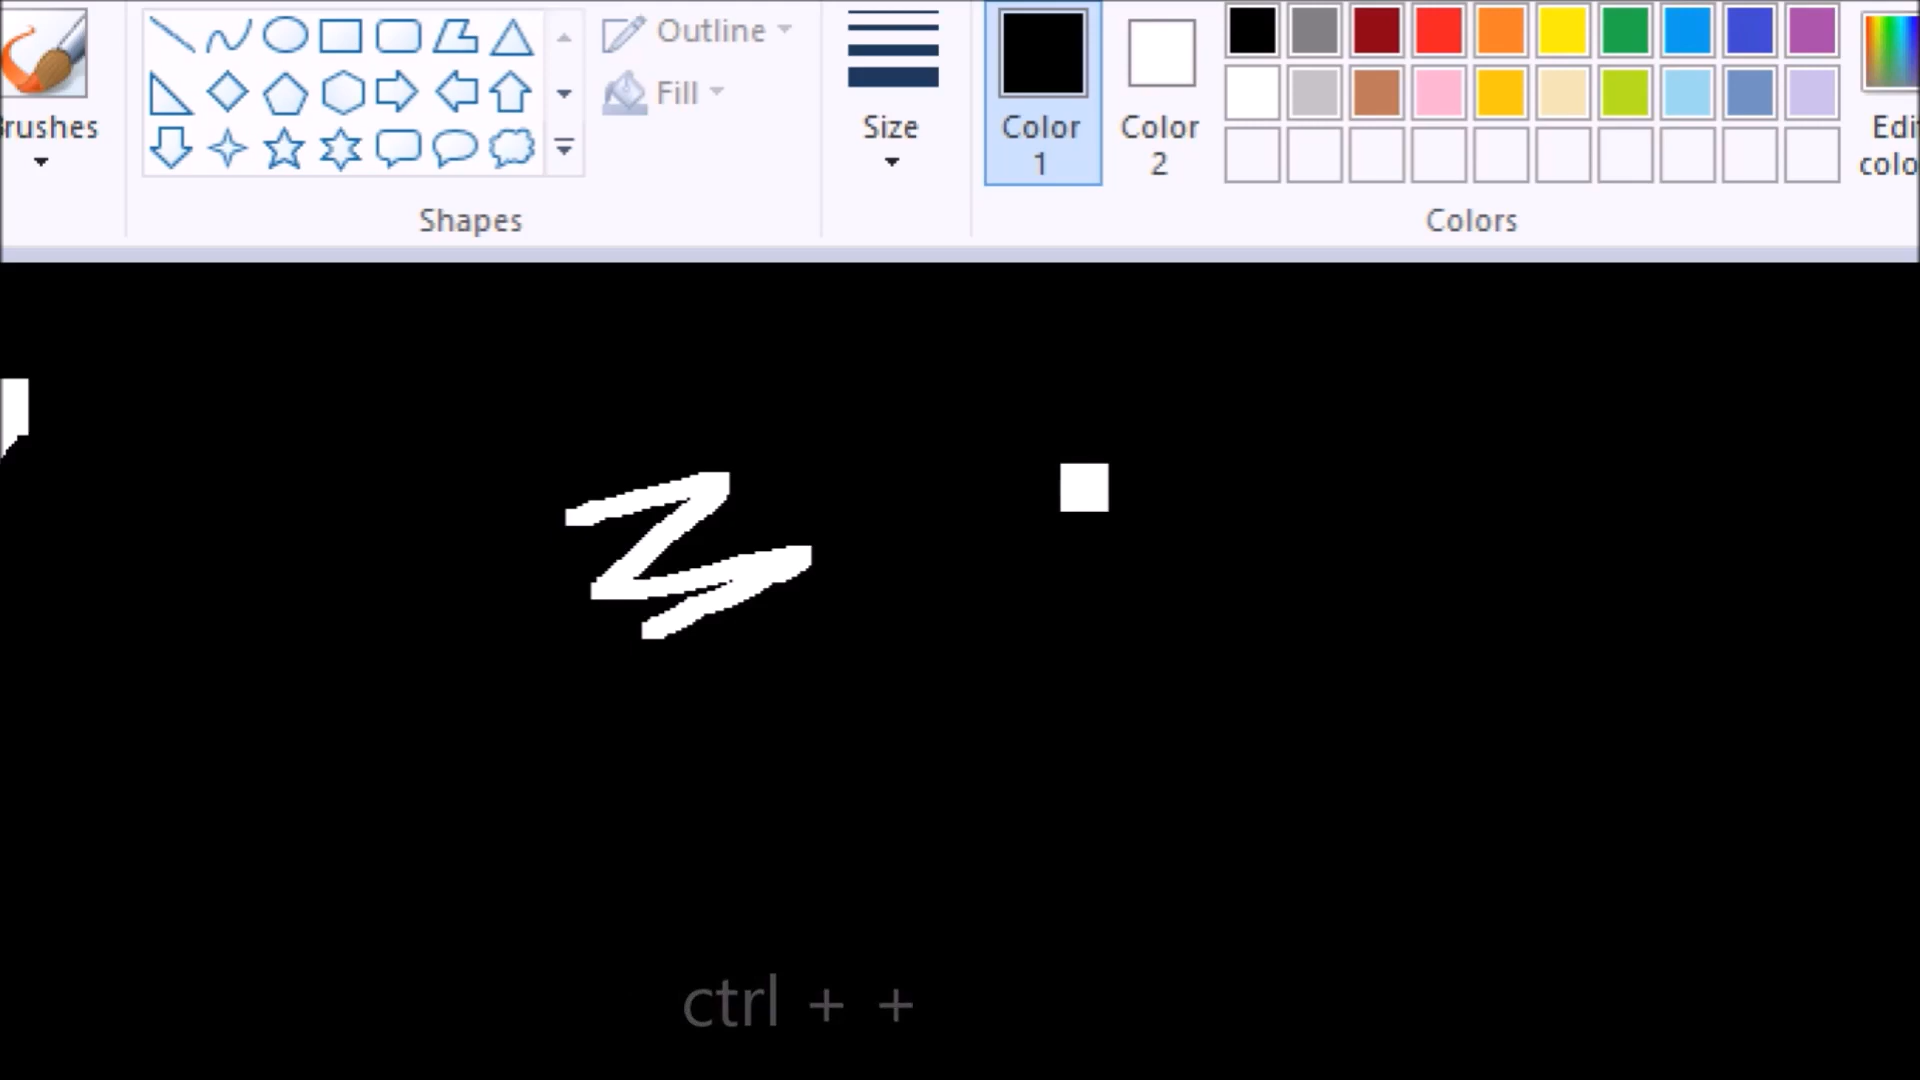 Outline
Fill
rushes
Size
Color
1
Color
2
Edi
colo
Shapes
Colors
ctrl + +